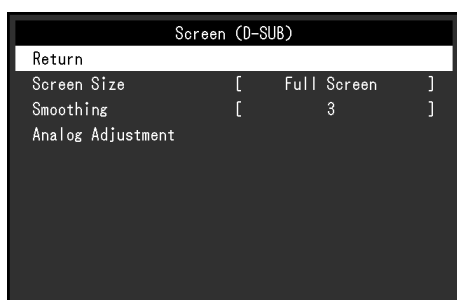 Screen (D-SUB)
Return
Screen Size [ Full Screen ]
Smoothing [ 3 ]
Analog Adjustment